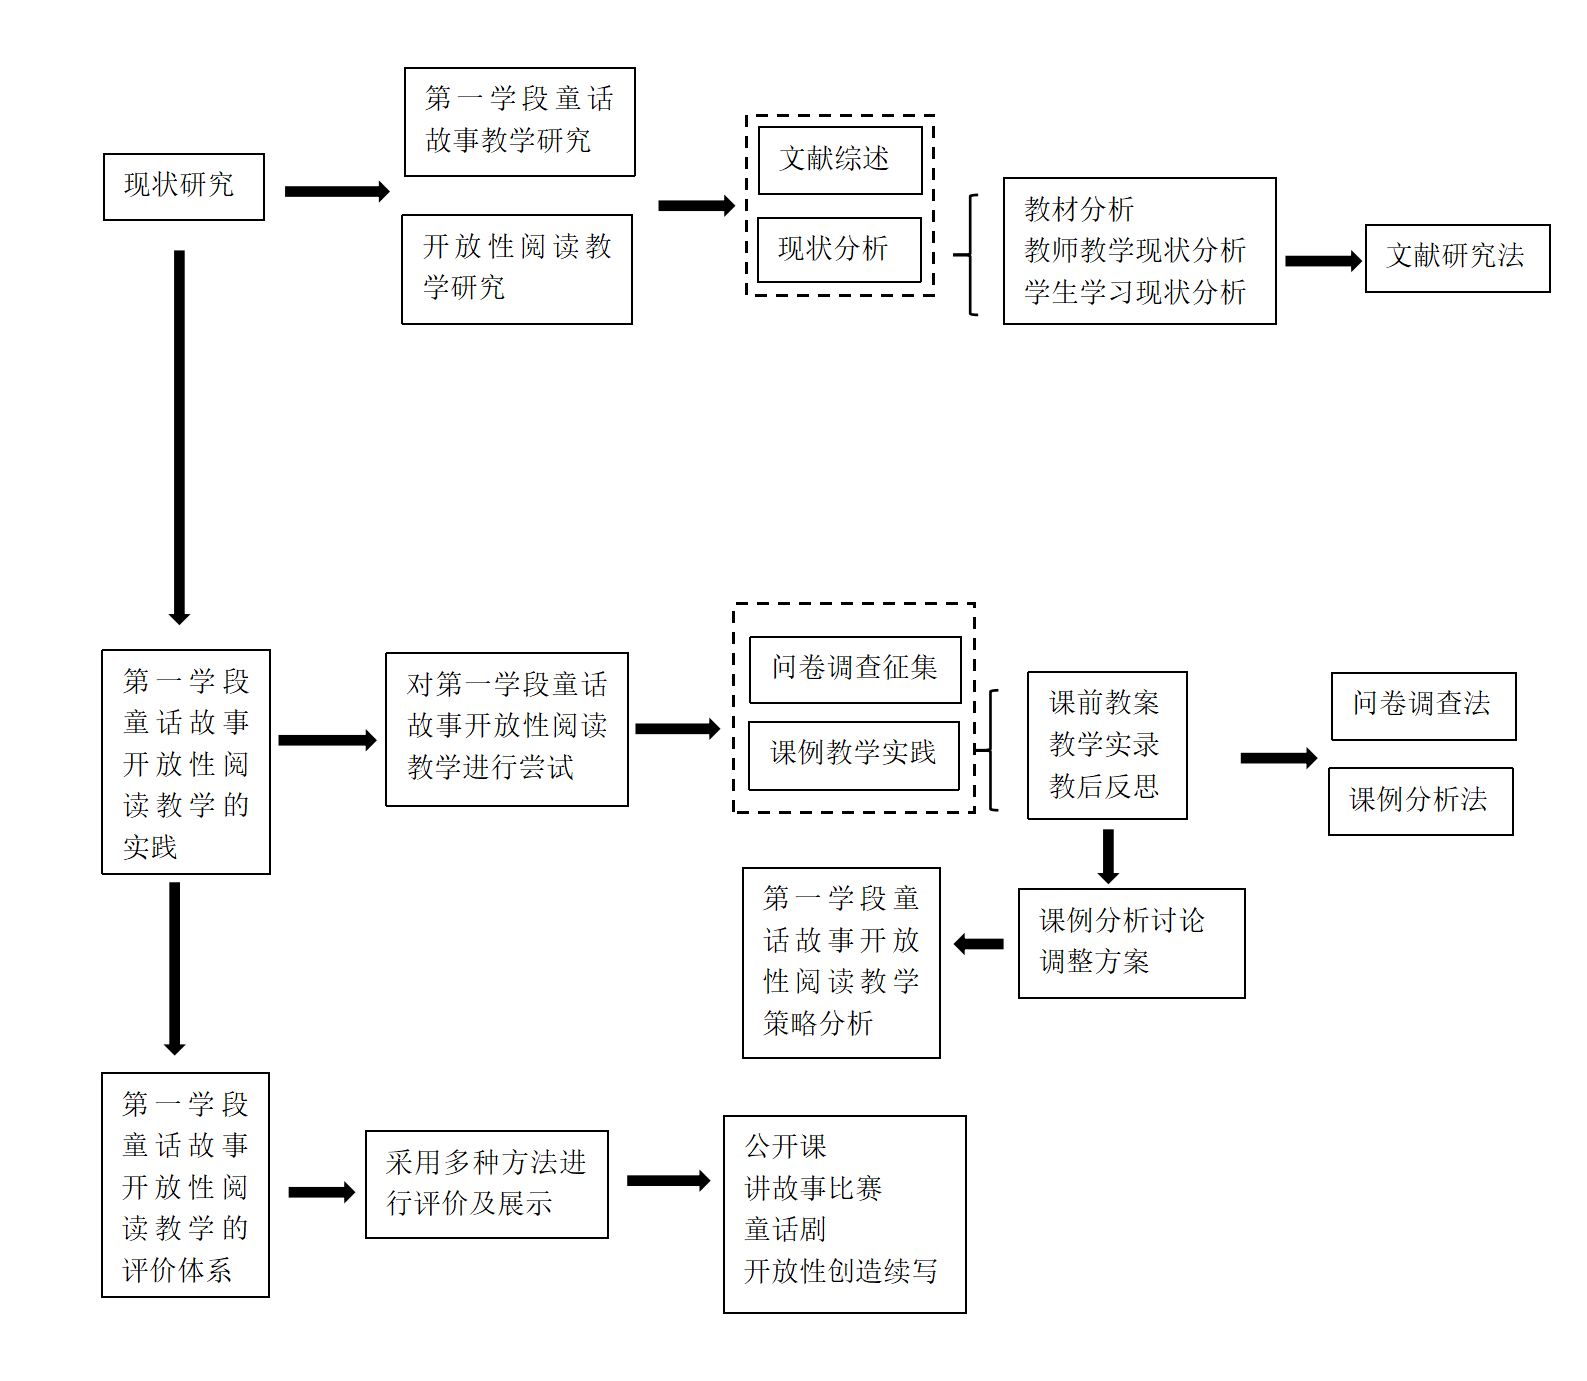 现状研究
第一学段童话
故事教学研究
开放性阅读教
学研究
文献综述
现状分析
教材分析
教师教学现状分析
学生学习现状分析
文献研究法
第一学段
童话故事
开放性阅
读教学的
实践
对第一学段童话
故事开放性阅读
教学进行尝试
问卷调查征集
课例教学实践
课前教案
教学实录
教后反思
问卷调查法
课例分析法
课例分析讨论
调整方案
第一学段童
话故事开放
性阅读教学
策略分析
第一学段
童话故事
开放性阅
读教学的
评价体系
采用多种方法进
行评价及展示
公开课
讲故事比赛
童话剧
开放性创造续写